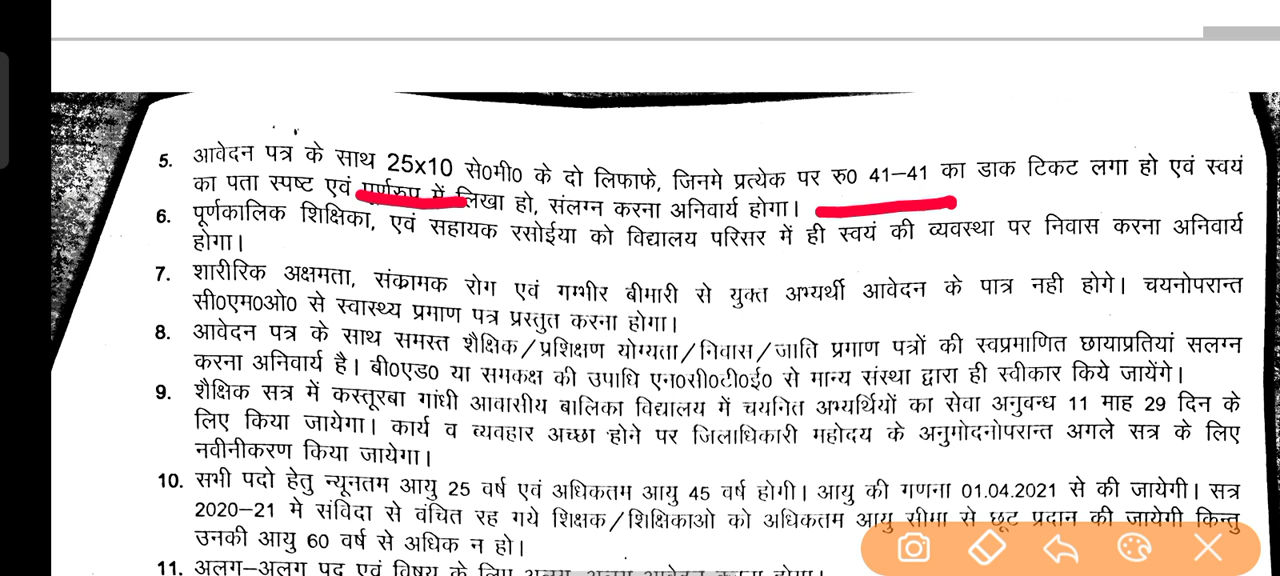 5. आवेदन पत्र के साथ 25x10 से0मी0 के दो लिफाफे, जिनमे प्रत्येक पर रु0 41–41 का डाक टिकट लगा हो एवं स्वयं
का पता स्पष्ट एवं पूर्णरुप में लिखा हो, संलग्न करना अनिवार्य होगा।
6. पूर्णकालिक शिक्षिका, एवं सहायक रसोईया को विद्यालय परिसर में ही स्वयं की व्यवस्था पर निवास करना अनिवार्य
होगा।
7. शारीरिक अक्षमता, संक्रामक रोग एवं गम्भीर बीमारी से युक्त अभ्यर्थी आवेदन के पात्र नही होगे। चयनोपरान्त
सी0एम0ओ0 से स्वास्थ्य प्रमाण पत्र प्रस्तुत करना होगा।
8. आवेदन पत्र के साथ समस्त शैक्षिक/प्रशिक्षण योग्यता/निवास/जाति प्रमाण पत्रों की स्वप्रमाणित छायाप्रतियां सलग्न
करना अनिवार्य है। बी0एड0 या समकक्ष की उपाधि एन0सी0टी0ई0 से मान्य संस्था द्वारा ही स्वीकार किये जायेंगे।
9. शैक्षिक सत्र में कस्तूरबा गांधी आवासीय बालिका विद्यालय में चयनित अभ्यर्थियों का सेवा अनुवन्ध 11 माह 29 दिन के
लिए किया जायेगा। कार्य व व्यवहार अच्छा होने पर जिलाधिकारी महोदय के अनुमोदनोपरान्त अगले सत्र के लिए
नवीनीकरण किया जायेगा।
10. सभी पदो हेतु न्यूनतम आयु 25 वर्ष एवं अधिकतम आयु 45 वर्ष होगी। आयु की गणना 01.04.2021 से की जायेगी। सत्र
2020–21 मे संविदा से वंचित रह गये शिक्षक/शिक्षिकाओ को अधिकतम आयु सीमा से छूट प्रदान की जायेगी किन्तु
उनकी आयु 60 वर्ष से अधिक न हो।
11. अलग–अलग पद एवं विषय के लिए